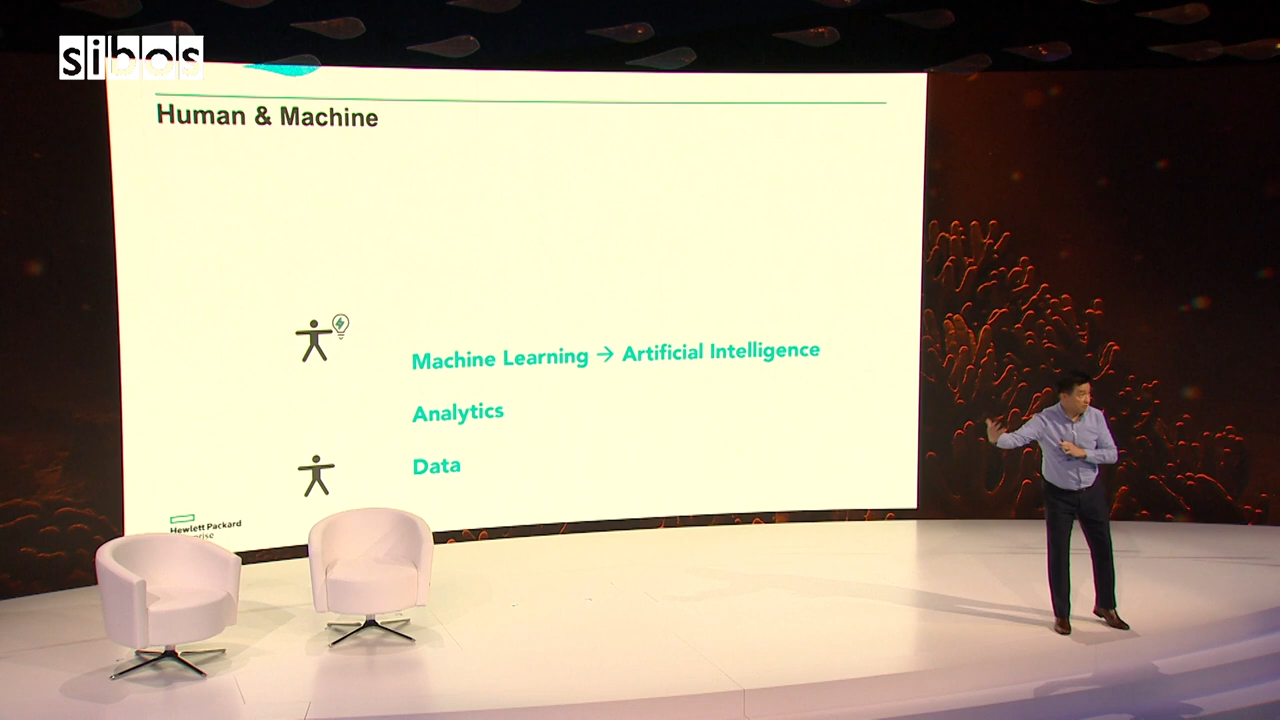 sibos
Human & Machine
Machine Learning → Artificial Intelligence
Analytics
Data
Hewlett Packard